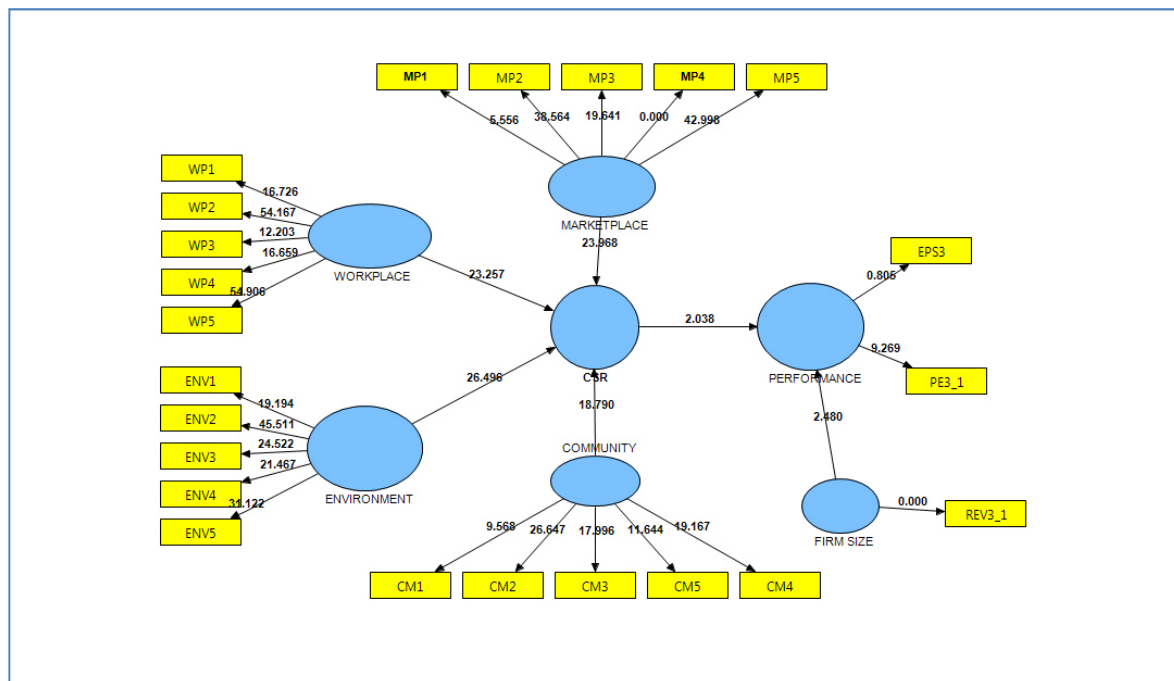 MP1 MP2 MP3 MP4 MP5
5.556 38.564 19.641 0.000 42.998
MARKETPLACE
23.968
WP1
16.726
WP2
54.167
WP3
12.203
WP4
16.659
WP5
54.906
WORKPLACE
23.257
EPS3
0.805
CSR
2.038
PERFORMANCE
9.269
PE3_1
2.480
ENV1
19.194
ENV2
45.511
ENV3
24.522
ENV4
21.467
ENV5
31.122
ENVIRONMENT
26.496
18.790
COMMUNITY
9.568 26.647 17.996 11.644 19.167
CM1 CM2 CM3 CM5 CM4
0.000
REV3_1
FIRM SIZE